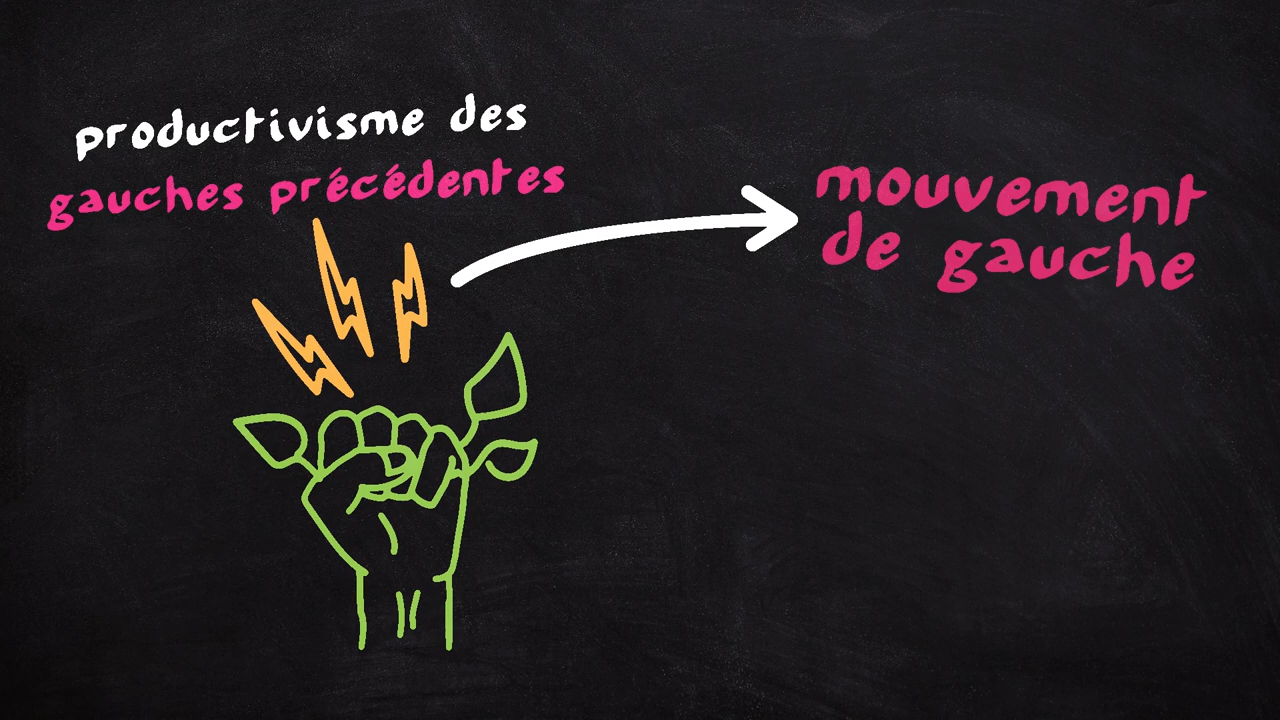 productivisme des
gauches précédentes
mouvement
de gauche